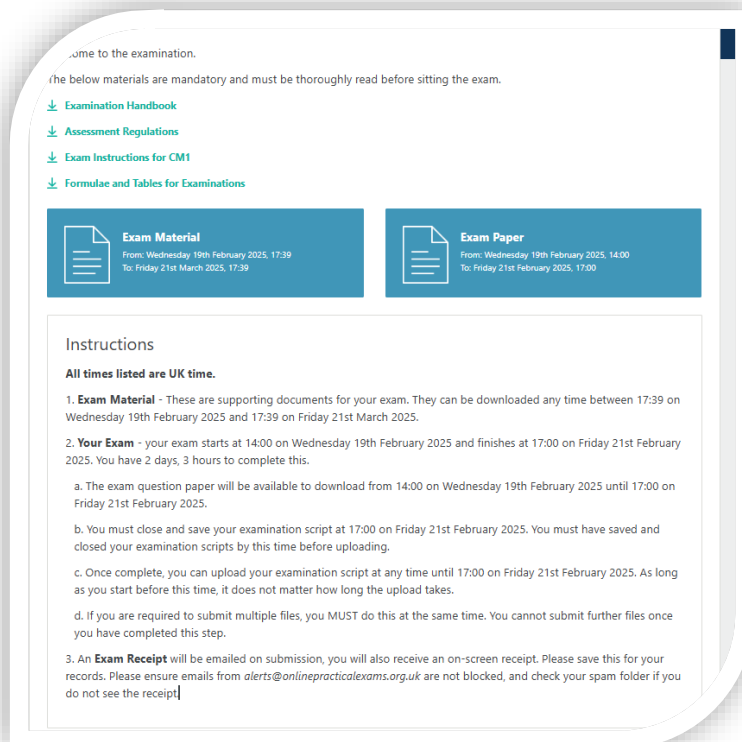 ome to the examination.
The below materials are mandatory and must be thoroughly read before sitting the exam.
Examination Handbook
Assessment Regulations
Exam Instructions for CM1
Formulae and Tables for Examinations
Exam Material
From: Wednesday 19th February 2025, 17:39
To: Friday 21st March 2025, 17:39
Exam Paper
From: Wednesday 19th February 2025, 14:00
To: Friday 21st February 2025, 17:00
Instructions
All times listed are UK time.
1. Exam Material - These are supporting documents for your exam. They can be downloaded any time between 17:39 on
Wednesday 19th February 2025 and 17:39 on Friday 21st March 2025.
2. Your Exam - your exam starts at 14:00 on Wednesday 19th February 2025 and finishes at 17:00 on Friday 21st February
2025. You have 2 days, 3 hours to complete this.
a. The exam question paper will be available to download from 14:00 on Wednesday 19th February 2025 until 17:00 on
Friday 21st February 2025.
b. You must close and save your examination script at 17:00 on Friday 21st February 2025. You must have saved and
closed your examination scripts by this time before uploading.
c. Once complete, you can upload your examination script at any time until 17:00 on Friday 21st February 2025. As long
as you start before this time, it does not matter how long the upload takes.
d. If you are required to submit multiple files, you MUST do this at the same time. You cannot submit further files once
you have completed this step.
3. An Exam Receipt will be emailed on submission, you will also receive an on-screen receipt. Please save this for your
records. Please ensure emails from alerts@onlinepracticalexams.org.uk are not blocked, and check your spam folder if you
do not see the receipt.